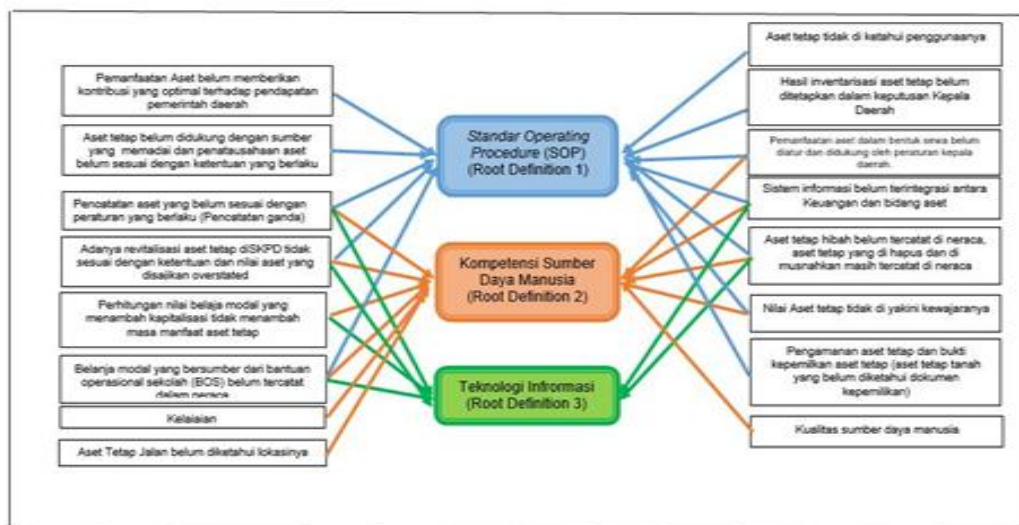 Pemanfaatan Aset belum memberikan
kontribusi yang optimal terhadap pendapatan
pemerintah daerah
Aset tetap belum didukung dengan sumber
yang memadai dan penatausahaan aset
belum sesuai dengan ketentuan yang berlaku
Pencatatan aset yang belum sesuai dengan
peraturan yang berlaku (Pencatatan ganda)
Adanya revitalisasi aset tetap diSKPD tidak
sesuai dengan ketentuan dan nilai aset yang
disajikan overstated
Perhitungan nilai belaja modal yang
menambah kapitalisasi tidak menambah
masa manfaat aset tetap
Belanja modal yang bersumber dari bantuan
operasional sekolah (BOS) belum tercatat
dalam neraca
Kelalaian
Aset Tetap Jalan belum diketahui lokasinya
Standar Operating
Procedure (SOP)
(Root Definition 1)
Kompetensi Sumber
Daya Manusia
(Root Definition 2)
Teknologi Infrormasi
(Root Definition 3)
Aset tetap tidak di ketahui penggunaanya
Hasil inventarisasi aset tetap belum
ditetapkan dalam keputusan Kepala
Daerah
Pemanfaatan aset dalam bentuk sewa belum
diatur dan didukung oleh peraturan kepala
daerah.
Sistem informasi belum terintegrasi antara
Keuangan dan bidang aset
Aset tetap hibah belum tercatat di neraca,
aset tetap yang di hapus dan di
musnahkan masih tercatat di neraca
Nilai Aset tetap tidak di yakini kewajaranya
Pengamanan aset tetap dan bukti
kepemilkan aset tetap (aset tetap tanah
yang belum diketahui dokumen
kepemilikan)
Kualitas sumber daya manusia